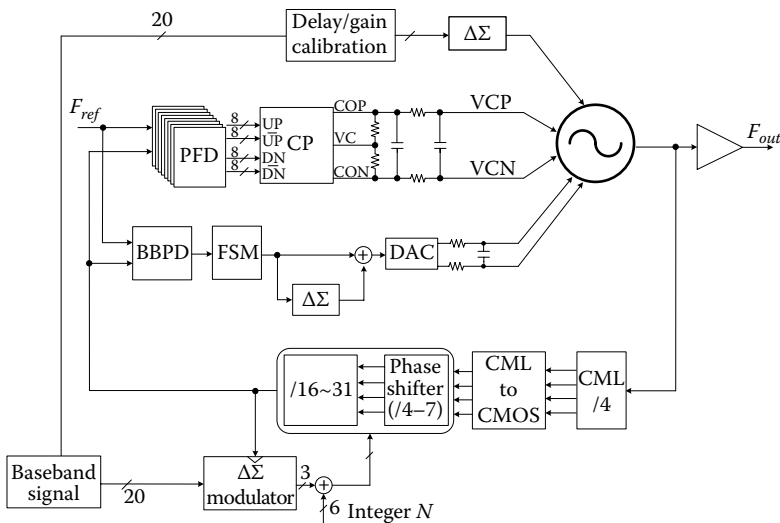 20
Delay/gain
calibration
ΔΣ
F_ref
PFD
8
8
8
8
UP
U̅P̅
DN
D̅N̅
CP
COP
VC
CON
VCP
VCN
F_out
BBPD
FSM
ΔΣ
DAC
/16~31
Phase
shifter
(/4–7)
CML
to
CMOS
CML
/4
Baseband
signal
20
ΔΣ
modulator
3
6
Integer N